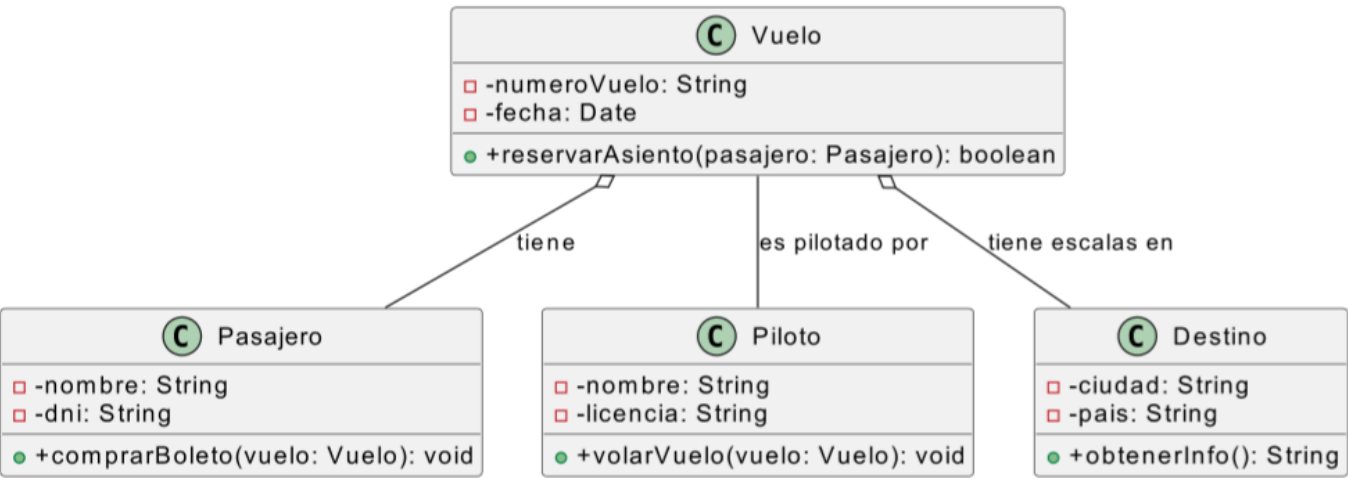 C Vuelo
-numeroVuelo: String
-fecha: Date
+reservarAsiento(pasajero: Pasajero): boolean
tiene
es pilotado por
tiene escalas en
C Pasajero
-nombre: String
-dni: String
+comprarBoleto(vuelo: Vuelo): void
C Piloto
-nombre: String
-licencia: String
+volarVuelo(vuelo: Vuelo): void
C Destino
-ciudad: String
-pais: String
+obtenerInfo(): String